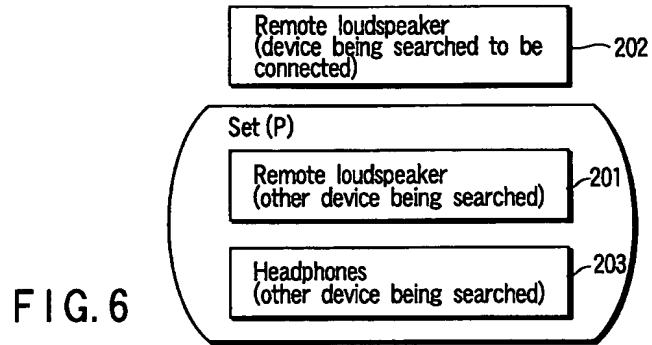 Remote loudspeaker
(device being searched to be
connected)
202
Set (P)
Remote loudspeaker
(other device being searched)
201
Headphones
(other device being searched)
203
FIG. 6